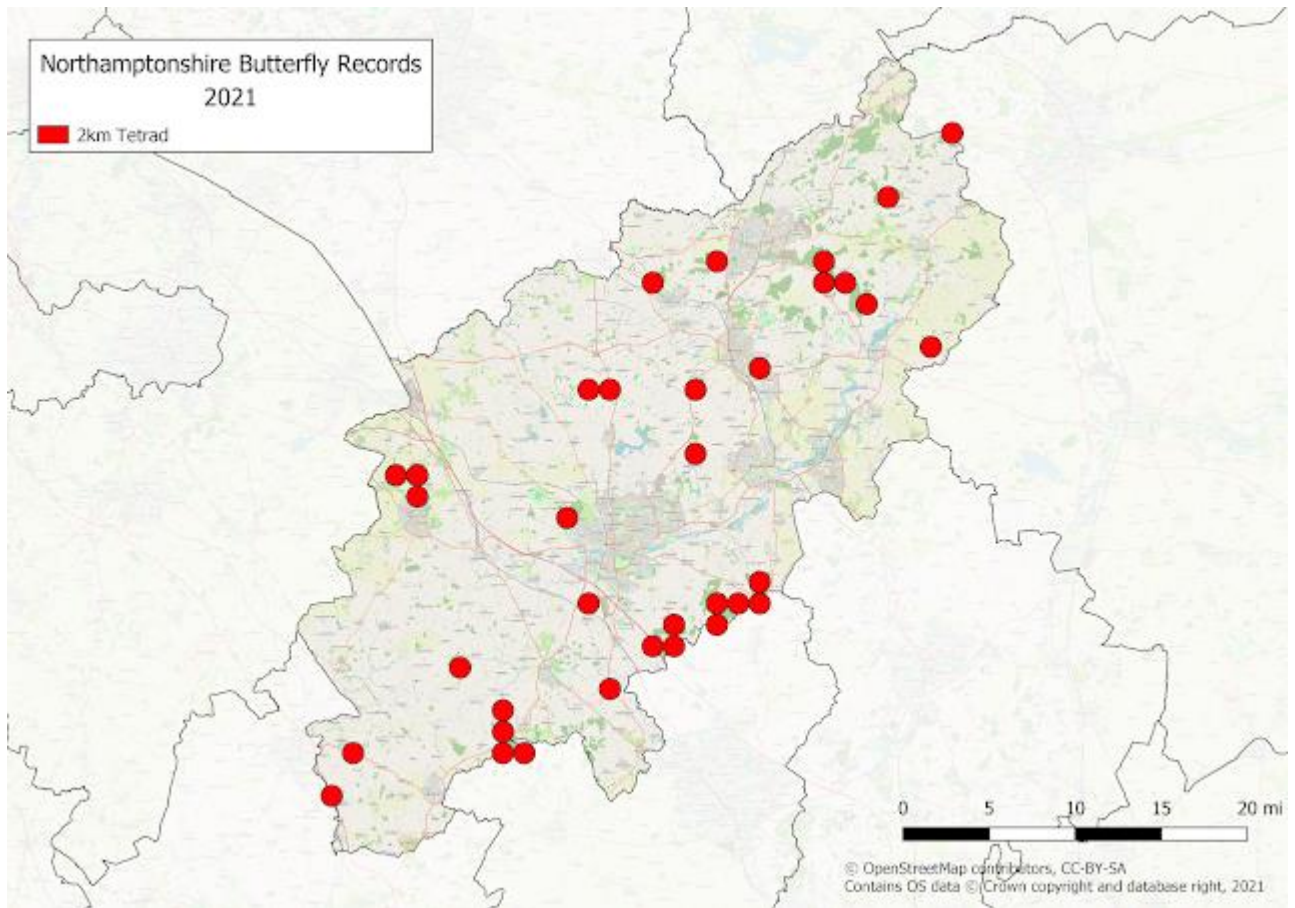 Northamptonshire Butterfly Records
2021
2km Tetrad
0 5 10 15 20 mi
© OpenStreetMap contributors, CC-BY-SA
Contains OS data © Crown copyright and database right, 2021